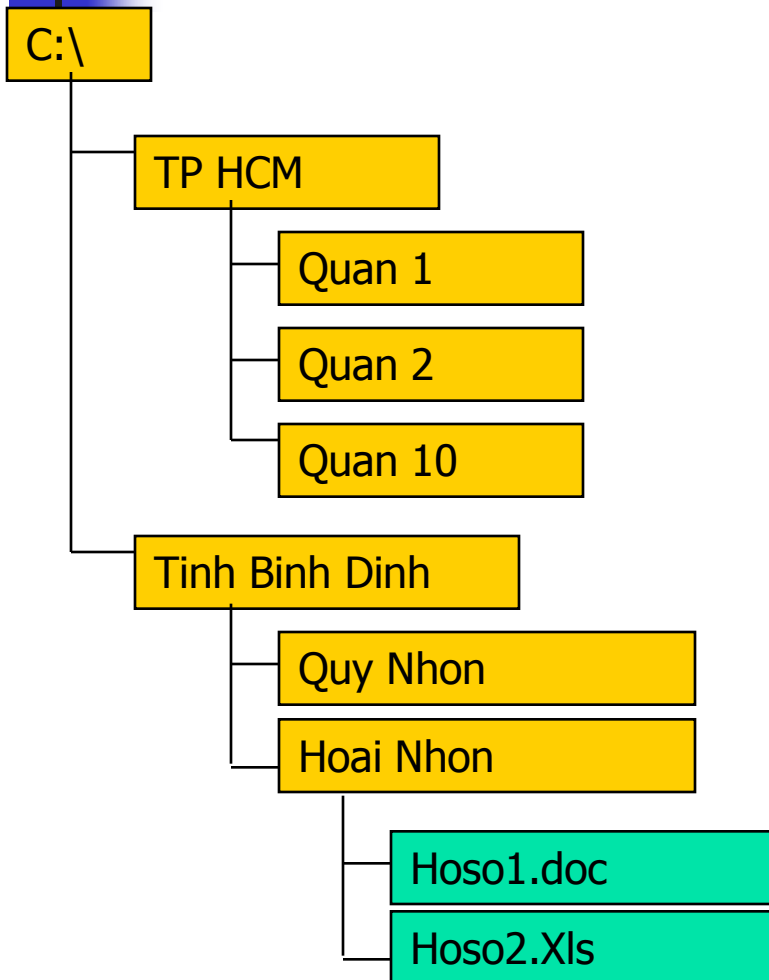 C:\
TP HCM
Quan 1
Quan 2
Quan 10
Tinh Binh Dinh
Quy Nhon
Hoai Nhon
Hoso1.doc
Hoso2.Xls